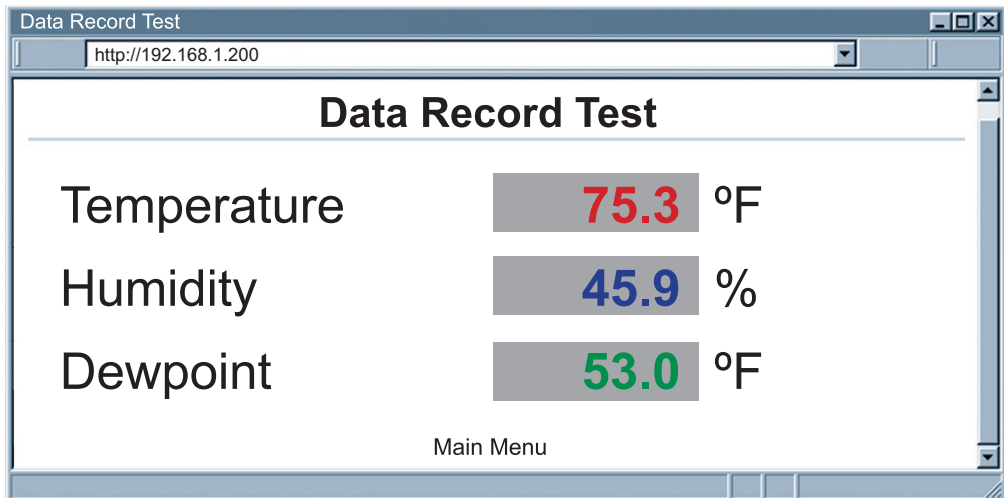 Data Record Test
http://192.168.1.200
Data Record Test
Temperature 75.3 ºF
Humidity 45.9 %
Dewpoint 53.0 ºF
Main Menu